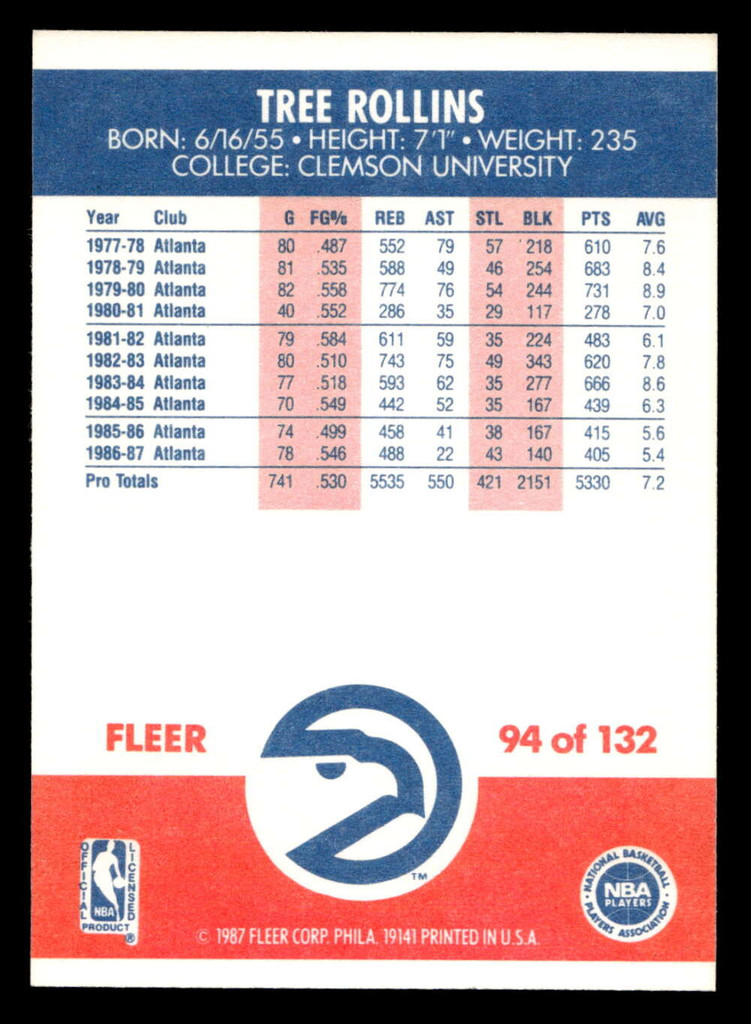 TREE ROLLINS
BORN: 6/16/55 • HEIGHT: 7'1" • WEIGHT: 235
COLLEGE: CLEMSON UNIVERSITY
Year Club G FG% REB AST STL BLK PTS AVG
1977-78 Atlanta 80 .487 552 79 57 218 610 7.6
1978-79 Atlanta 81 .535 588 49 46 254 683 8.4
1979-80 Atlanta 82 .558 774 76 54 244 731 8.9
1980-81 Atlanta 40 .552 286 35 29 117 278 7.0
1981-82 Atlanta 79 .584 611 59 35 224 483 6.1
1982-83 Atlanta 80 .510 743 75 49 343 620 7.8
1983-84 Atlanta 77 .518 593 62 35 277 666 8.6
1984-85 Atlanta 70 .549 442 52 35 167 439 6.3
1985-86 Atlanta 74 .499 458 41 38 167 415 5.6
1986-87 Atlanta 78 .546 488 22 43 140 405 5.4
Pro Totals 741 .530 5535 550 421 2151 5330 7.2
FLEER 94 of 132
TM
OFFICIAL LICENSED
NBA
PRODUCT ®
NATIONAL BASKETBALL
NBA
PLAYERS
PLAYERS ASSOCIATION
© 1987 FLEER CORP. PHILA. 19141 PRINTED IN U.S.A.